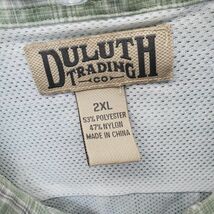 DULUTH
TRADING
CO
2XL
53% POLYESTER
47% NYLON
MADE IN CHINA